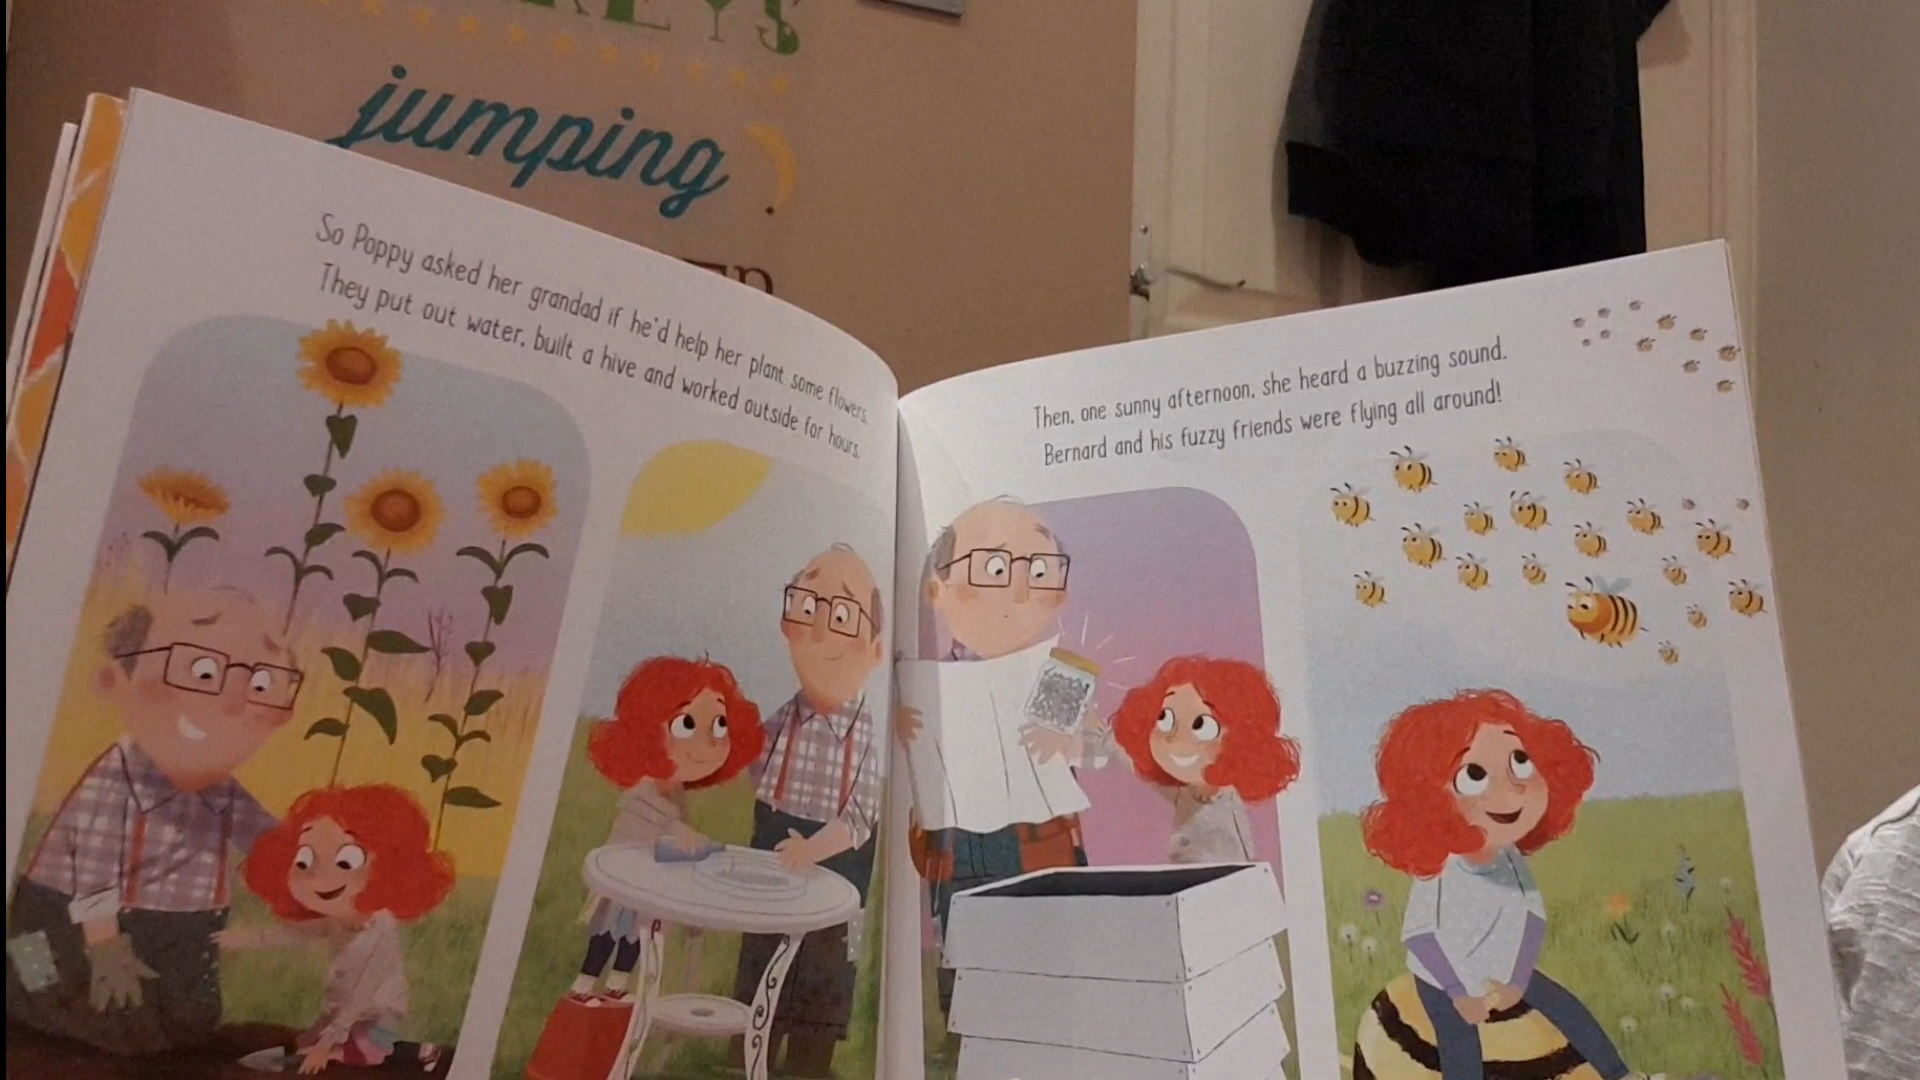 jumping
So Poppy asked her grandad if he'd help her plant some flowers.
They put out water, built a hive and worked outside for hours.
Then, one sunny afternoon, she heard a buzzing sound.
Bernard and his fuzzy friends were flying all around!